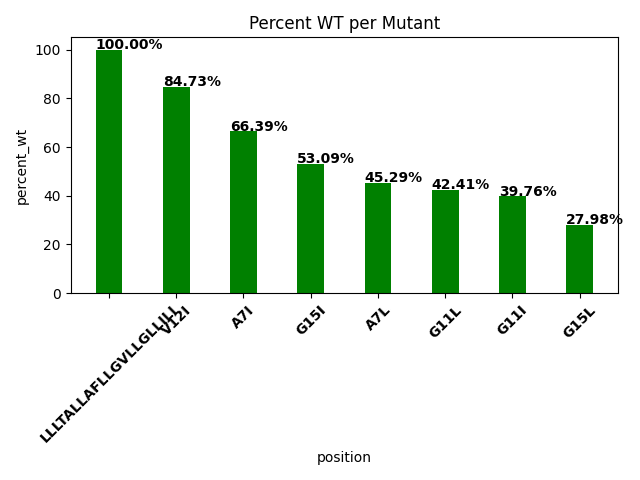 Percent WT per Mutant
percent_wt
100
80
60
40
20
0
100.00%
84.73%
66.39%
53.09%
45.29%
42.41%
39.76%
27.98%
V12I
A7I
G15I
A7L
G11L
G11I
G15L
position